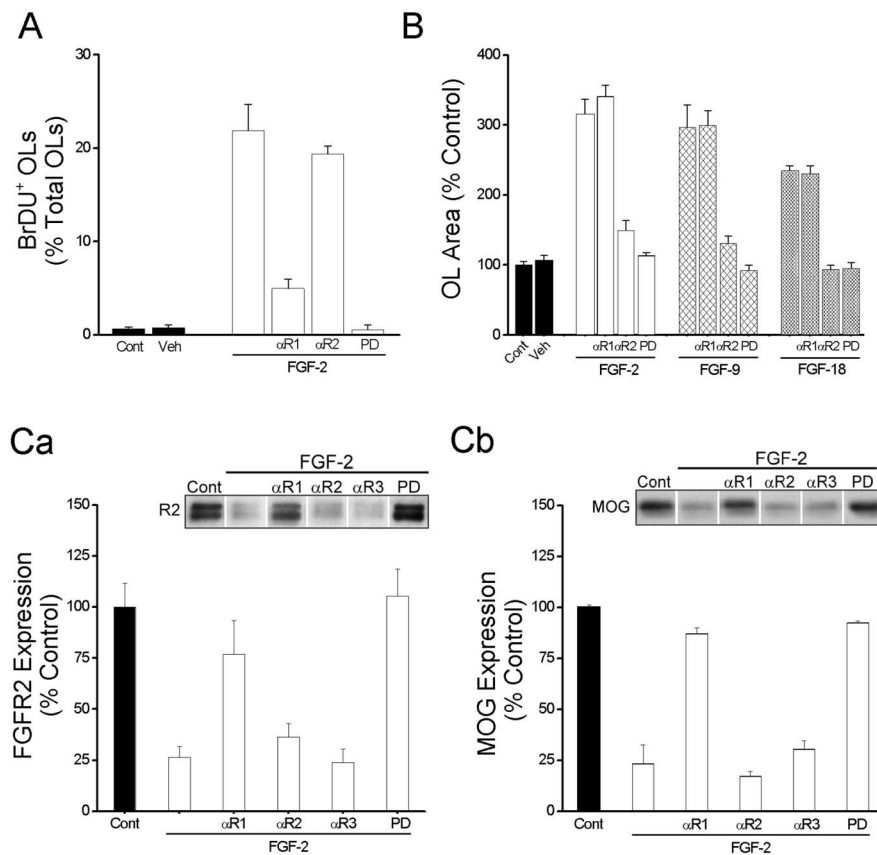 A
BrDU⁺ OLs
(% Total OLs)
30
20
10
0
Cont Veh αR1 αR2 PD
FGF-2
B
OL Area (% Control)
400
300
200
100
0
Cont Veh αR1 αR2 PD αR1 αR2 PD αR1 αR2 PD
FGF-2 FGF-9 FGF-18
Ca
FGF-2
Cont αR1 αR2 αR3 PD
R2
FGFR2 Expression
(% Control)
150
125
100
75
50
25
0
Cont αR1 αR2 αR3 PD
FGF-2
Cb
FGF-2
Cont αR1 αR2 αR3 PD
MOG
MOG Expression
(% Control)
150
125
100
75
50
25
0
Cont αR1 αR2 αR3 PD
FGF-2